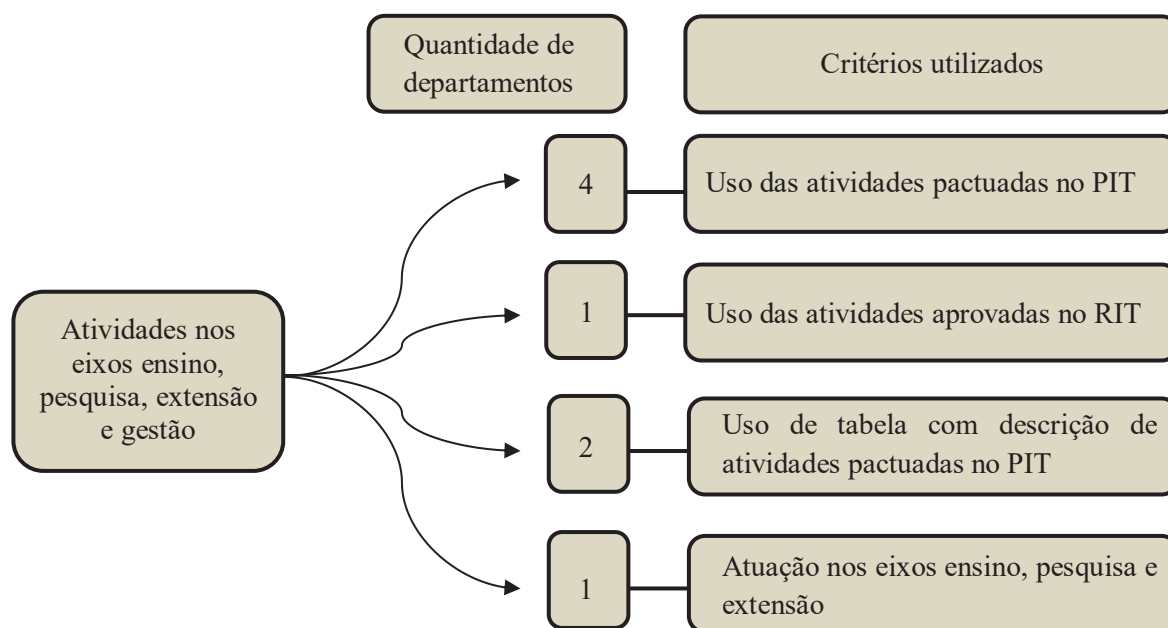 Quantidade de
departamentos
Critérios utilizados
4
Uso das atividades pactuadas no PIT
1
Uso das atividades aprovadas no RIT
Atividades nos
eixos ensino,
pesquisa, extensão
e gestão
2
Uso de tabela com descrição de
atividades pactuadas no PIT
1
Atuação nos eixos ensino, pesquisa e
extensão